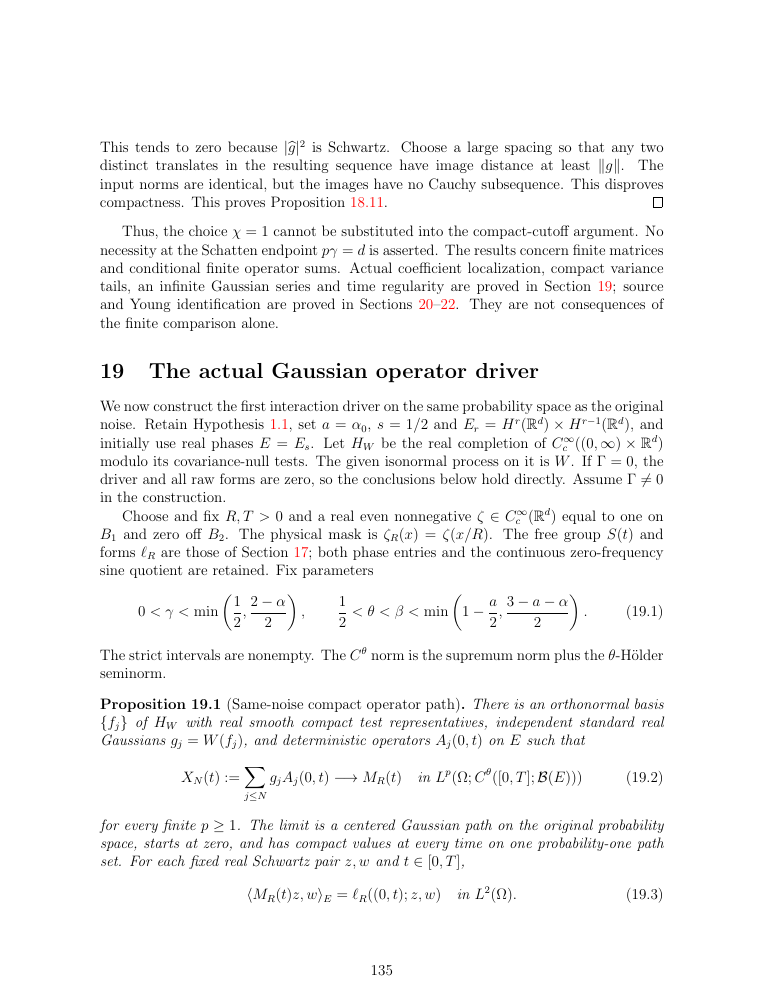 This tends to zero because |ĝ|² is Schwartz. Choose a large spacing so that any two
distinct translates in the resulting sequence have image distance at least ‖g‖. The
input norms are identical, but the images have no Cauchy subsequence. This disproves
compactness. This proves Proposition 18.11. □
Thus, the choice χ = 1 cannot be substituted into the compact-cutoff argument. No
necessity at the Schatten endpoint pγ = d is asserted. The results concern finite matrices
and conditional finite operator sums. Actual coefficient localization, compact variance
tails, an infinite Gaussian series and time regularity are proved in Section 19; source
and Young identification are proved in Sections 20–22. They are not consequences of
the finite comparison alone.
19 The actual Gaussian operator driver
We now construct the first interaction driver on the same probability space as the original
noise. Retain Hypothesis 1.1, set a = α₀, s = 1/2 and E_r = H^r(ℝ^d) × H^{r−1}(ℝ^d), and
initially use real phases E = E_s. Let H_W be the real completion of C_c^∞((0, ∞) × ℝ^d)
modulo its covariance-null tests. The given isonormal process on it is W. If Γ = 0, the
driver and all raw forms are zero, so the conclusions below hold directly. Assume Γ ≠ 0
in the construction.
Choose and fix R, T > 0 and a real even nonnegative ζ ∈ C_c^∞(ℝ^d) equal to one on
B₁ and zero off B₂. The physical mask is ζ_R(x) = ζ(x/R). The free group S(t) and
forms ℓ_R are those of Section 17; both phase entries and the continuous zero-frequency
sine quotient are retained. Fix parameters
0 < γ < min(1/2, (2 − α)/2), 1/2 < θ < β < min(1 − a/2, (3 − a − α)/2). (19.1)
The strict intervals are nonempty. The C^θ norm is the supremum norm plus the θ-Hölder
seminorm.
Proposition 19.1 (Same-noise compact operator path). There is an orthonormal basis
{f_j} of H_W with real smooth compact test representatives, independent standard real
Gaussians g_j = W(f_j), and deterministic operators A_j(0, t) on E such that
X_N(t) := ∑_{j≤N} g_j A_j(0, t) ⟶ M_R(t) in L^p(Ω; C^θ([0, T]; 𝓑(E))) (19.2)
for every finite p ≥ 1. The limit is a centered Gaussian path on the original probability
space, starts at zero, and has compact values at every time on one probability-one path
set. For each fixed real Schwartz pair z, w and t ∈ [0, T],
⟨M_R(t)z, w⟩_E = ℓ_R((0, t); z, w) in L²(Ω). (19.3)
135